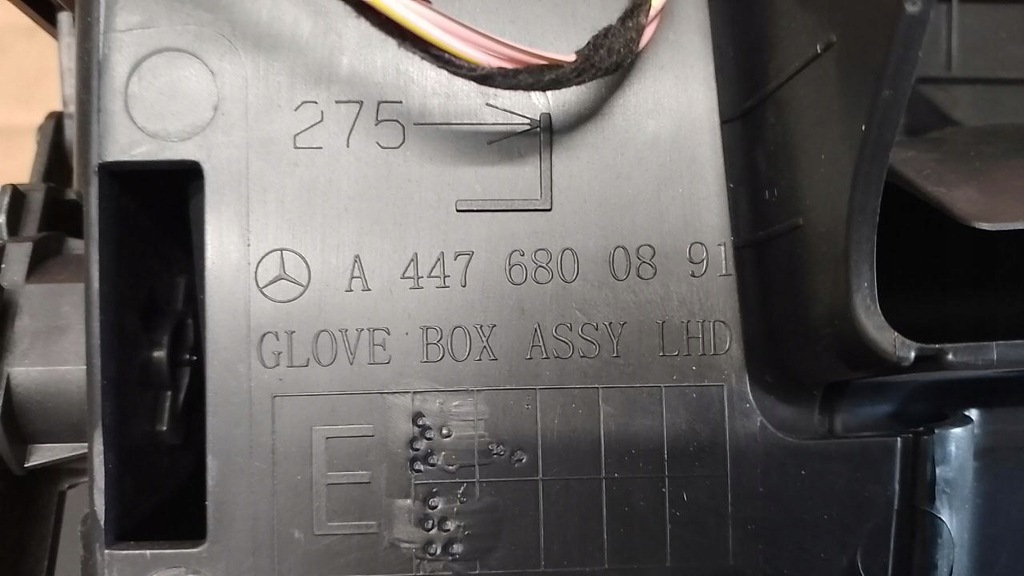 275
A 447 680 08 91
GLOVE BOX ASSY LHD
E